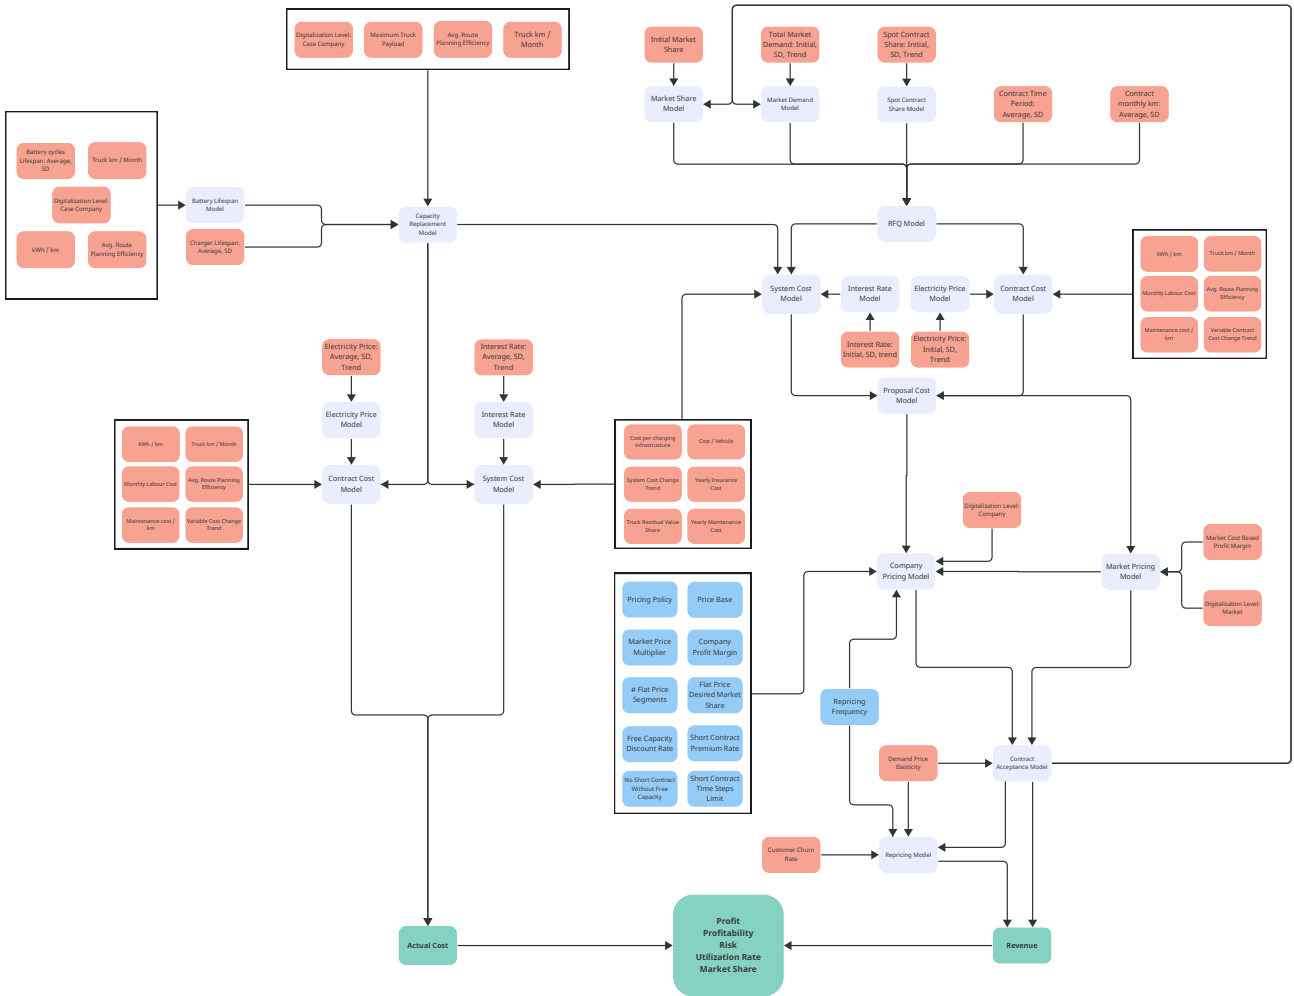 Digitalization Level:
Case Company
Maximum Truck
Payload
Avg. Route
Planning Efficiency
Truck km /
Month
Initial Market
Share
Total Market
Demand: Initial,
SD, Trend
Spot Contract
Share: Initial,
SD, Trend
Market Share
Model
Market Demand
Model
Spot Contract
Share Model
Contract Time
Period:
Average, SD
Contract
monthly km:
Average, SD
Battery cycles
Lifespan: Average,
SD
Truck km / Month
Digitalization Level:
Case Company
kWh / km
Avg. Route
Planning Efficiency
Battery Lifespan
Model
Charger Lifespan:
Average, SD
Capacity
Replacement
Model
RFQ Model
System Cost
Model
Interest Rate
Model
Electricity Price
Model
Contract Cost
Model
Interest Rate:
Initial, SD, trend
Electricity Price:
Initial, SD,
Trend
kWh / km
Truck km / Month
Monthly Labour Cost
Avg. Route Planning
Efficiency
Maintenance cost /
km
Variable Contract
Cost Change Trend
Electricity Price:
Average, SD,
Trend
Interest Rate:
Average, SD,
Trend
Electricity Price
Model
Interest Rate
Model
Proposal Cost
Model
kWh / km
Truck km / Month
Monthly Labour Cost
Avg. Route Planning
Efficiency
Maintenance cost /
km
Variable Cost Change
Trend
Contract Cost
Model
System Cost
Model
Cost per charging
infrastructure
Cost / Vehicle
System Cost Change
Trend
Yearly Insurance
Cost
Truck Residual Value
Share
Yearly Maintenance
Cost
Digitalization Level:
Company
Company
Pricing Model
Market Pricing
Model
Market Cost Based
Profit Margin
Digitalization Level:
Market
Pricing Policy
Price Base
Market Price
Multiplier
Company
Profit Margin
# Flat Price
Segments
Flat Price
Desired Market
Share
Free Capacity
Discount Rate
Short Contract
Premium Rate
No Short Contract
Without Free
Capacity
Short Contract
Time Steps
Limit
Repricing
Frequency
Demand Price
Elasticity
Contract
Acceptance Model
Customer Churn
Rate
Repricing Model
Actual Cost
Profit
Profitability
Risk
Utilization Rate
Market Share
Revenue